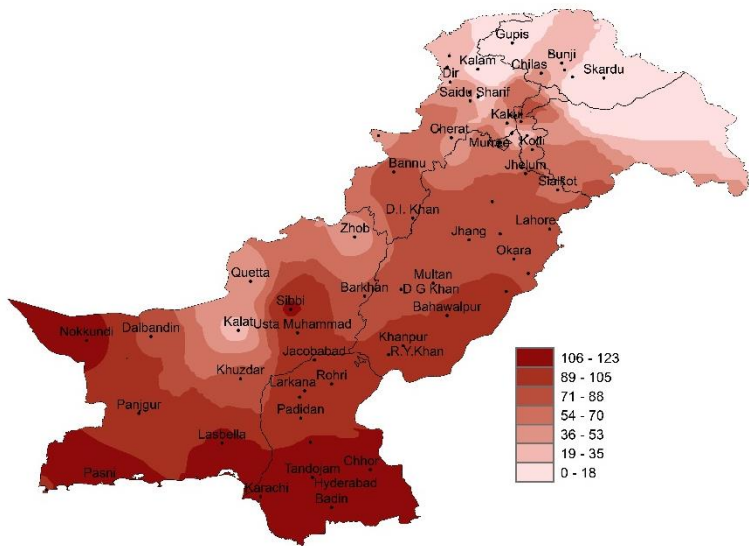 Gupis
Bunji
Kalam
Chilas
Skardu
Dir
Saidu Sharif
Kakul
Cherat
Murree
Kotli
Bannu
Jhelum
Sialkot
D.I. Khan
Lahore
Zhob
Jhang
Okara
Quetta
Multan
Barkhan
D G Khan
Sibbi
Bahawalpur
Nokkundi
Dalbandin
Kalat
Usta Muhammad
Khanpur
Jacobabad
R.Y.Khan
Khuzdar
Larkana
Rohri
Panjgur
Padidan
Lasbella
Pasni
Chhor
Tandojam
Hyderabad
Karachi
Badin
106 - 123
89 - 105
71 - 88
54 - 70
36 - 53
19 - 35
0 - 18